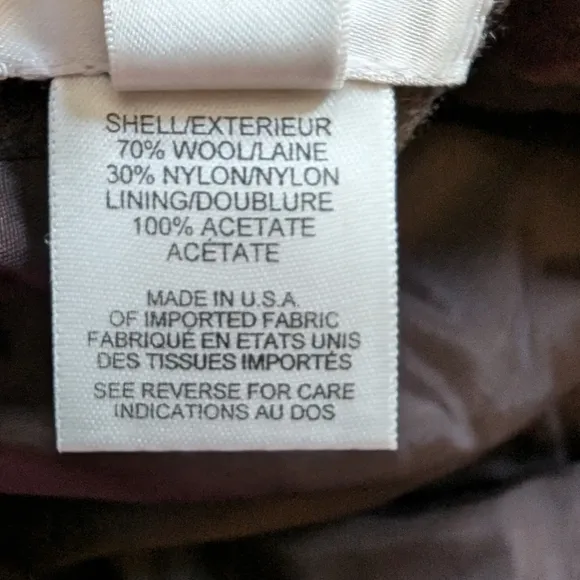 SHELL/EXTERIEUR
70% WOOL/LAINE
30% NYLON/NYLON
LINING/DOUBLURE
100% ACETATE
ACÉTATE
MADE IN U.S.A.
OF IMPORTED FABRIC
FABRIQUÉ EN ETATS UNIS
DES TISSUES IMPORTÉS
SEE REVERSE FOR CARE
INDICATIONS AU DOS